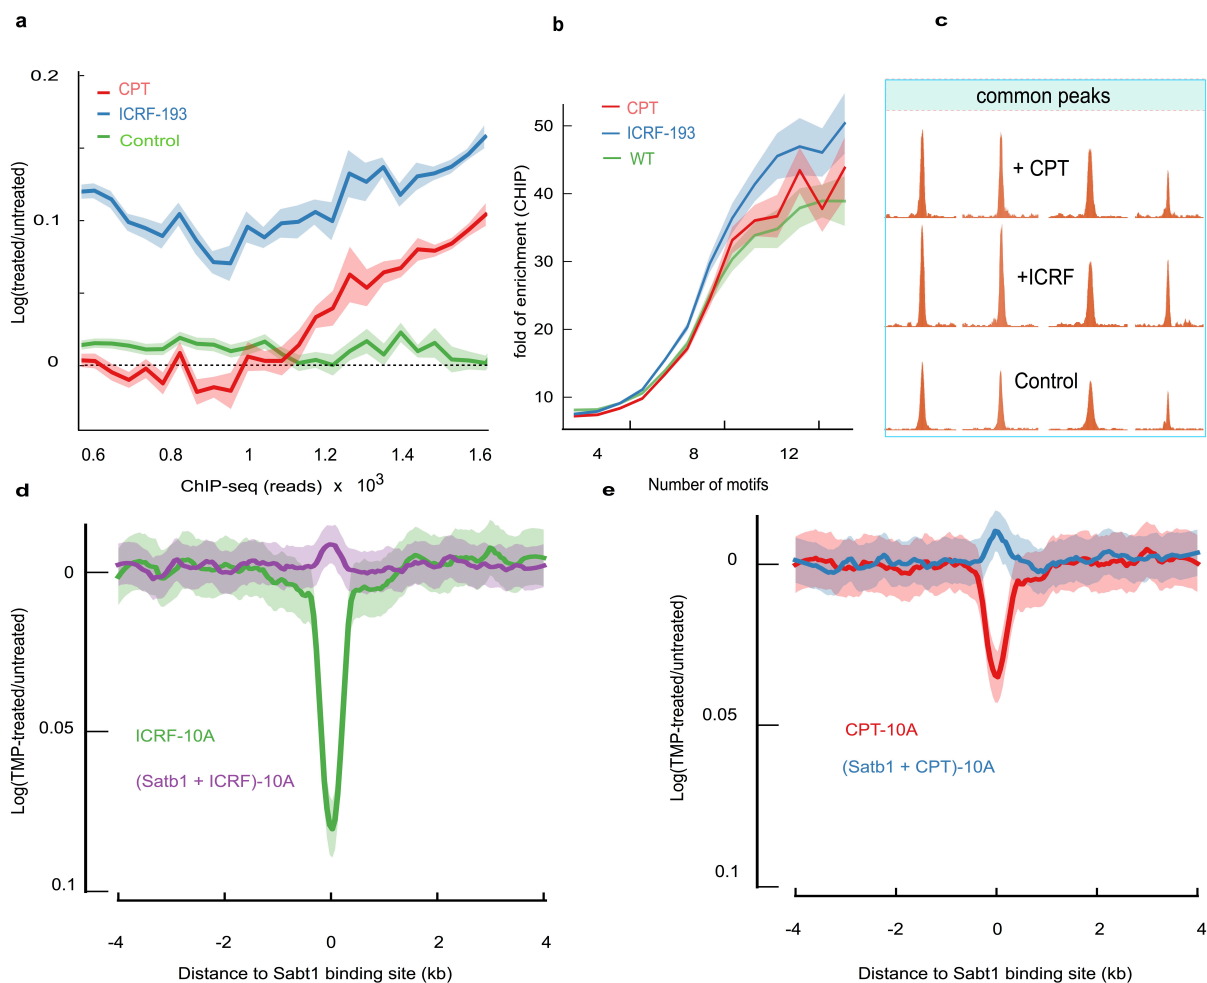 a
Log(treated/untreated)
0.2
0.1
0
CPT
ICRF-193
Control
0.6 0.8 1 1.2 1.4 1.6
ChIP-seq (reads) x 10³
b
fold of enrichment (CHIP)
50
40
30
20
10
CPT
ICRF-193
WT
4 8 12
Number of motifs
c
common peaks
+ CPT
+ICRF
Control
d
Log(TMP-treated/untreated)
0
0.05
0.1
ICRF-10A
(Satb1 + ICRF)-10A
-4 -2 0 2 4
Distance to Sabt1 binding site (kb)
e
Log(TMP-treated/untreated)
0
0.05
0.1
CPT-10A
(Satb1 + CPT)-10A
-4 -2 0 2 4
Distance to Sabt1 binding site (kb)